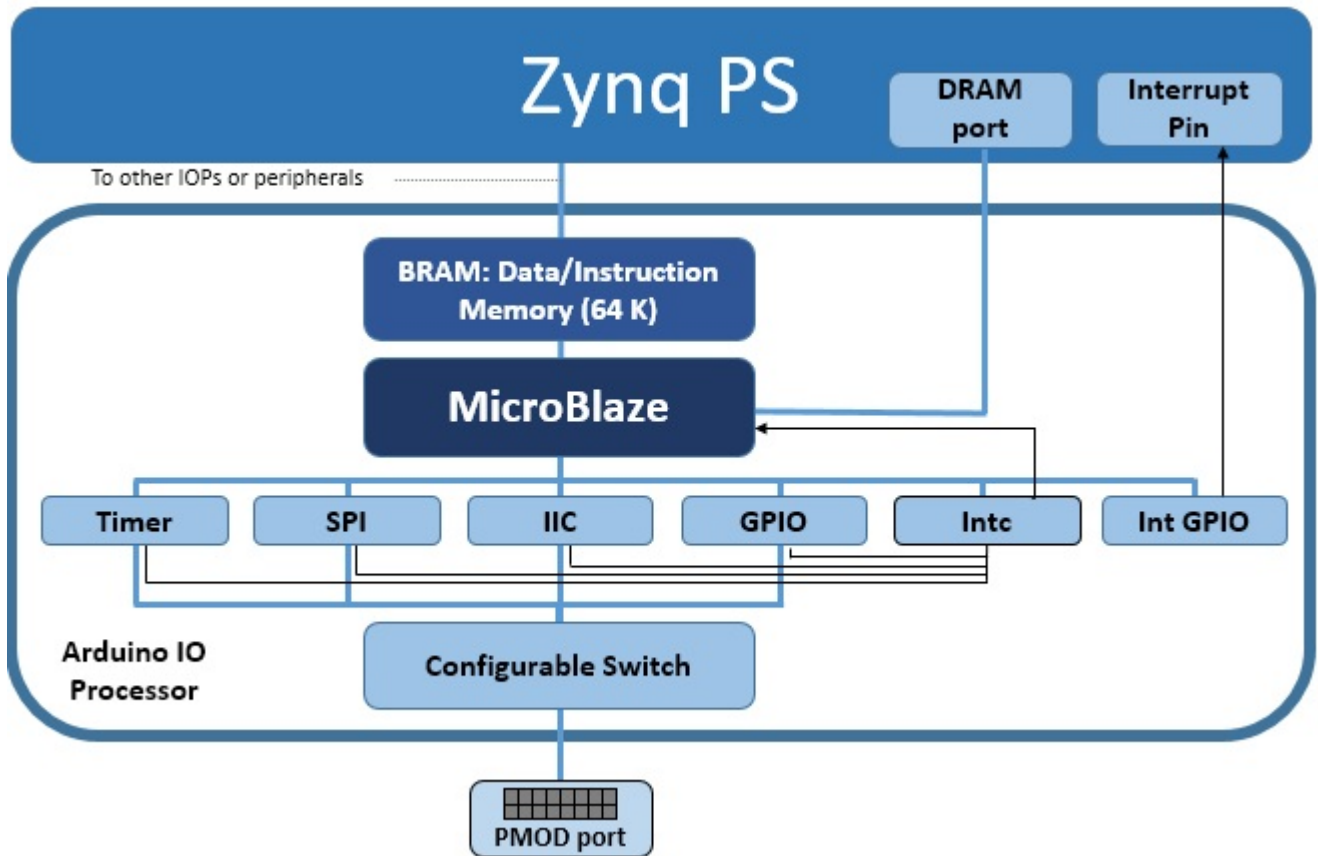 Zynq PS
DRAM
port
Interrupt
Pin
To other IOPs or peripherals
BRAM: Data/Instruction
Memory (64 K)
MicroBlaze
Timer
SPI
IIC
GPIO
Intc
Int GPIO
Arduino IO
Processor
Configurable Switch
PMOD port